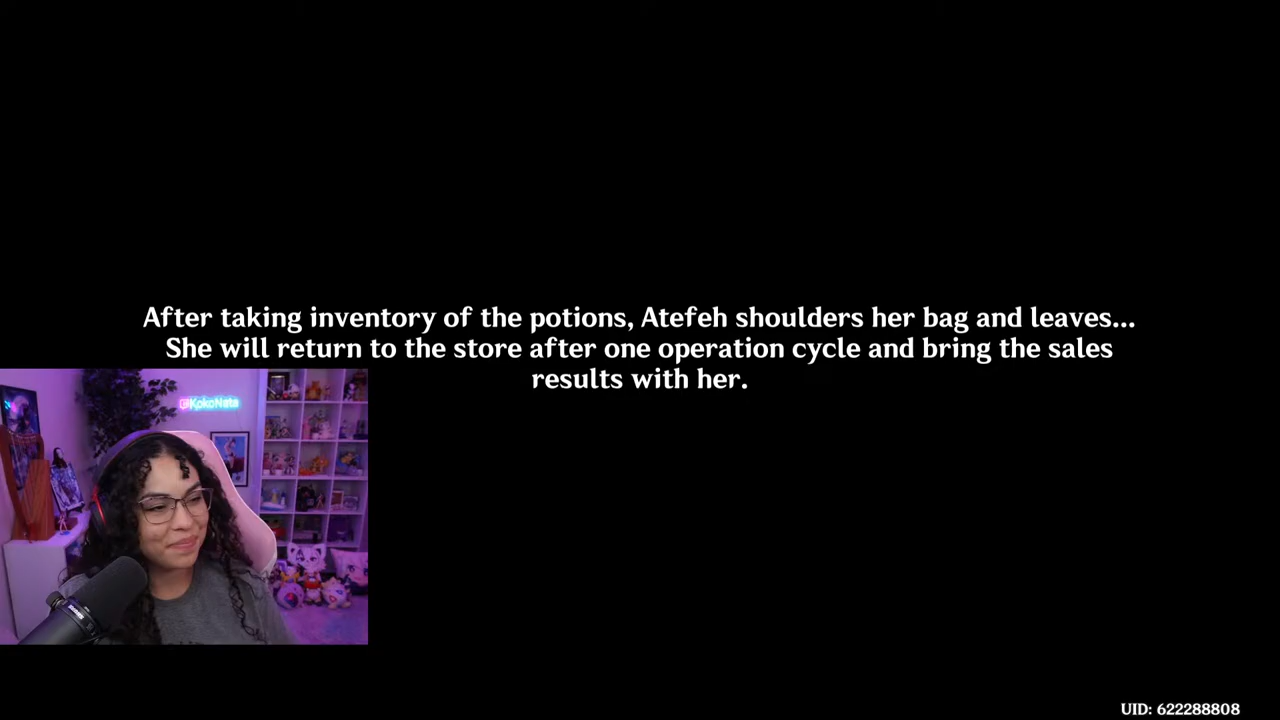 After taking inventory of the potions, Atefeh shoulders her bag and leaves...
She will return to the store after one operation cycle and bring the sales
results with her.
KokoNata
UID: 622288808